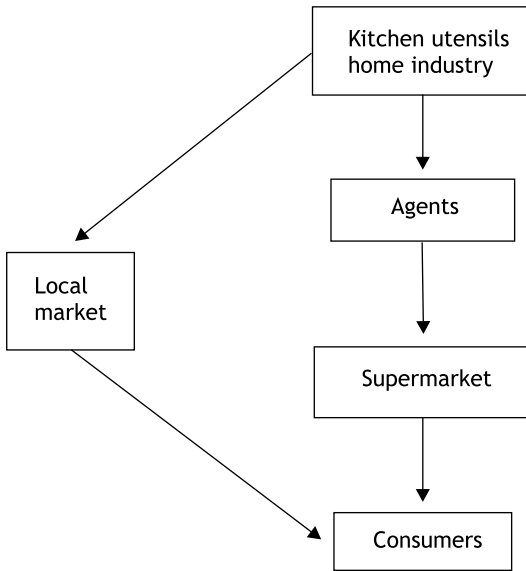 Kitchen utensils
home industry
Agents
Local
market
Supermarket
Consumers